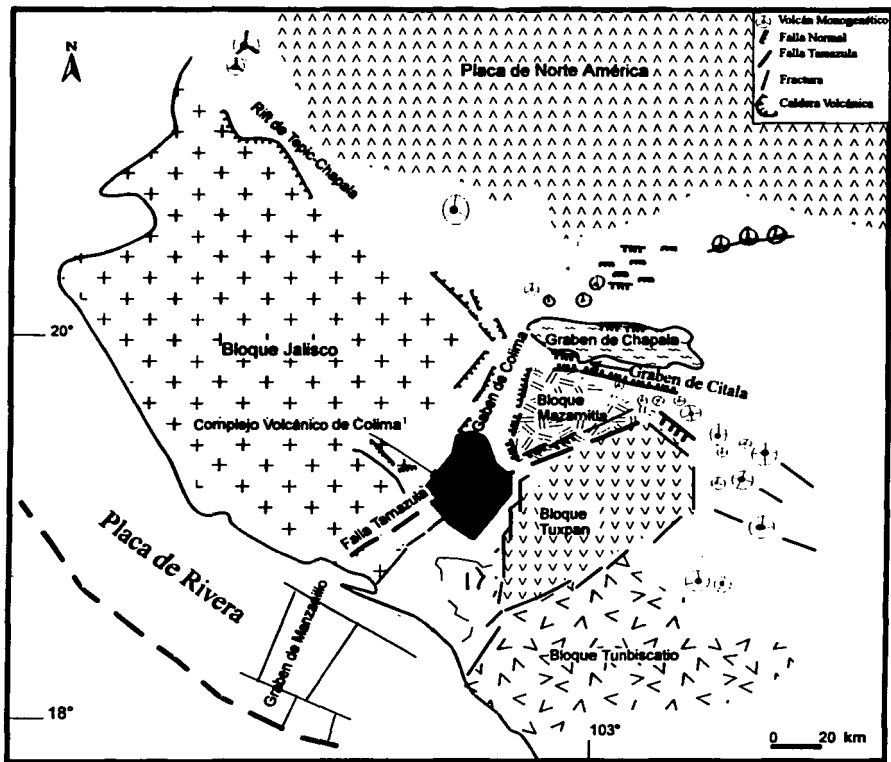 Volcán Monogenético
Falla Normal
Falla Tamazula
Fractura
Caldera Volcánica
N
Placa de Norte América
Rift de Tepic-Chapala
20°
Bloque Jalisco
Graben de Chapala
Graben de Citala
Gaben de Colima
Bloque
Mazamitla
Complejo Volcánico de Colima¹
Falla Tamazula
Bloque
Tuxpan
Placa de Rivera
Graben de Manzanillo
Bloque Tunbiscatio
18°
103°
0 20 km